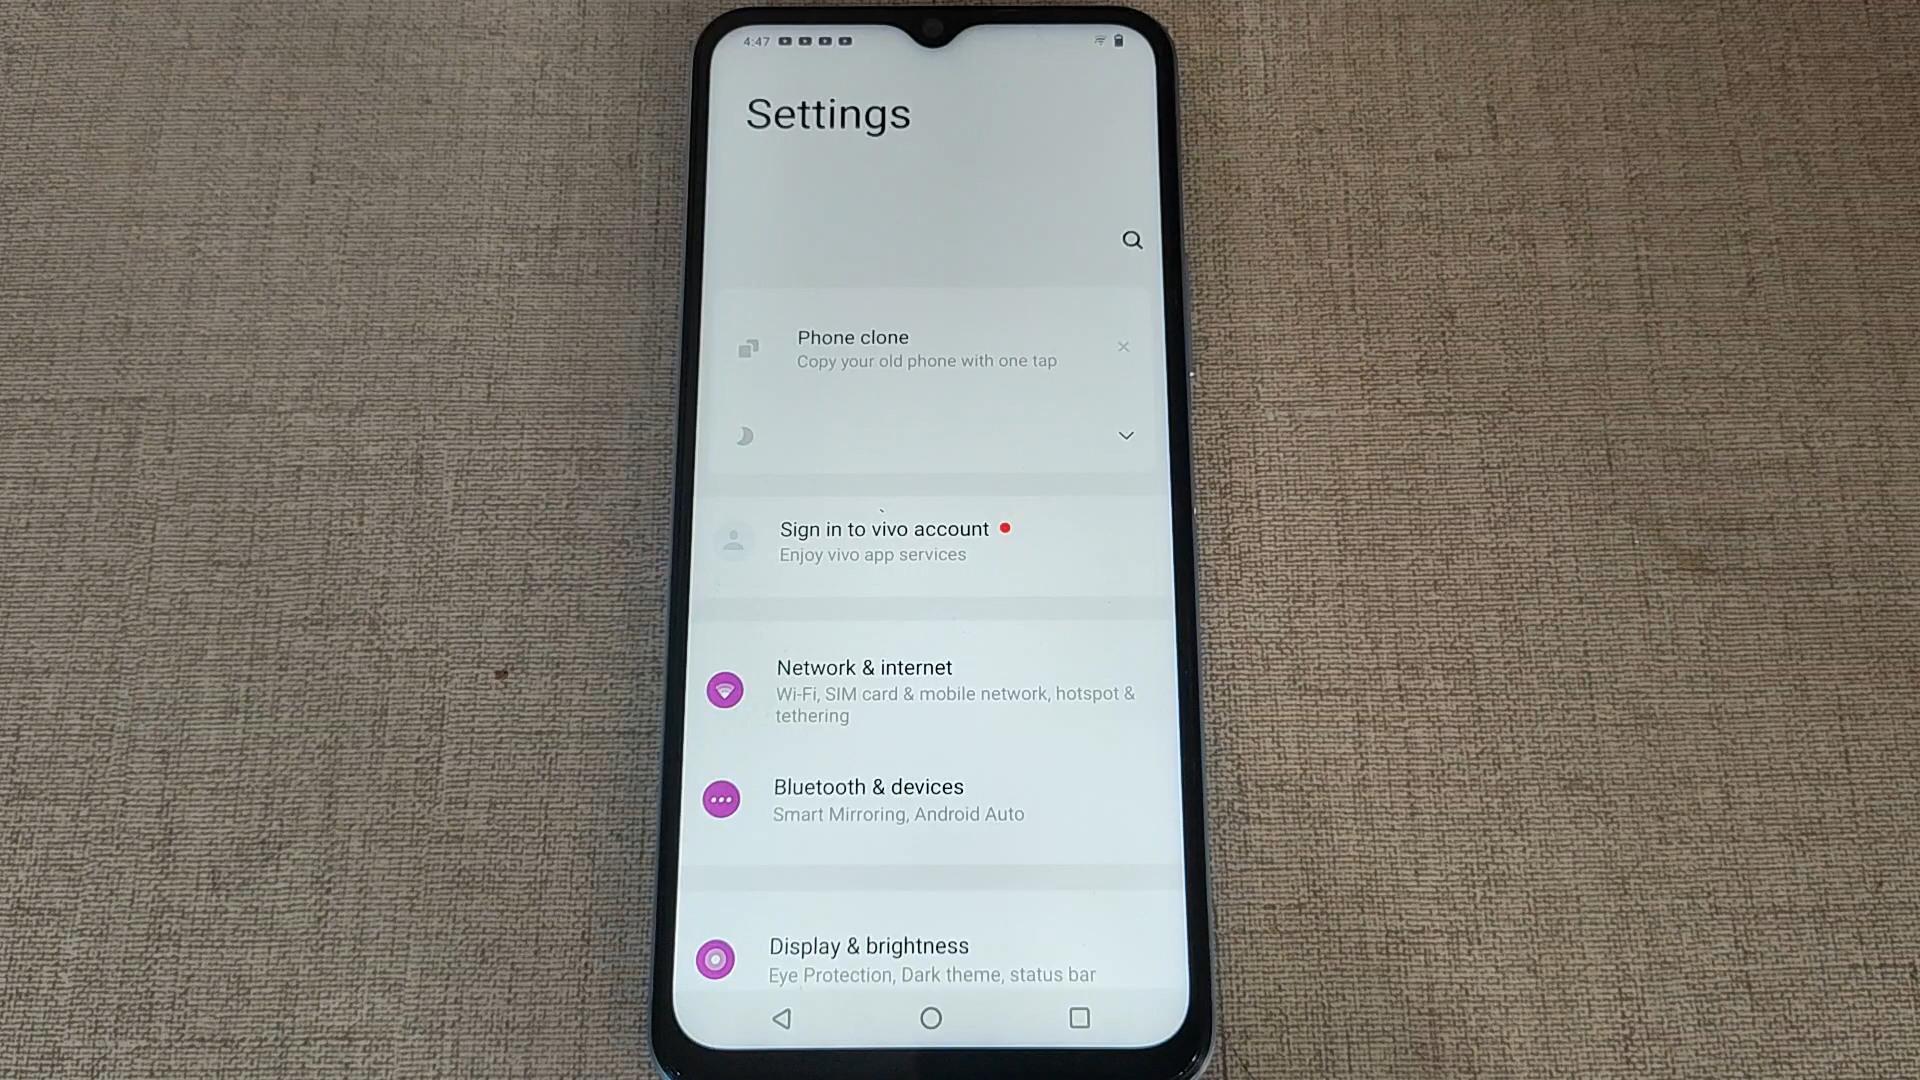 4:47
Settings
Phone clone
Copy your old phone with one tap
Sign in to vivo account
Enjoy vivo app services
Network & internet
Wi-Fi, SIM card & mobile network, hotspot &
tethering
Bluetooth & devices
Smart Mirroring, Android Auto
Display & brightness
Eye Protection, Dark theme, status bar